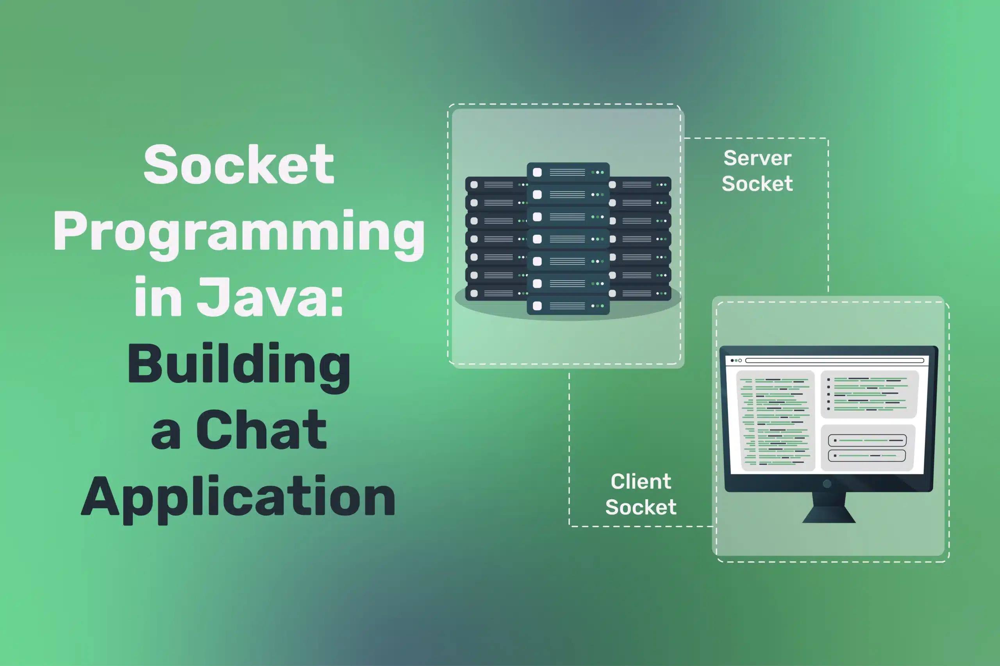 Socket
Programming
in Java:
Building
a Chat
Application
Server
Socket
Client
Socket